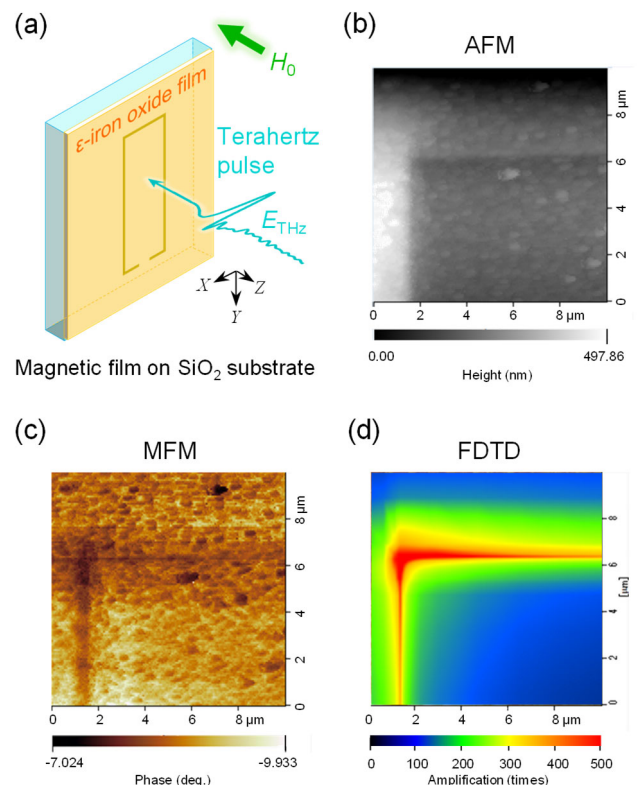 (a)
H₀
ε-iron oxide film
Terahertz
pulse
E_THz
X
Z
Y
Magnetic film on SiO₂ substrate
(b)
AFM
0 2 4 6 8 μm
0 2 4 6 8 μm
0.00 497.86
Height (nm)
(c)
MFM
0 2 4 6 8 μm
0 2 4 6 8 μm
-7.024 -9.933
Phase (deg.)
(d)
FDTD
0 2 4 6 8 [μm]
0 2 4 6 8 μm
0 100 200 300 400 500
Amplification (times)